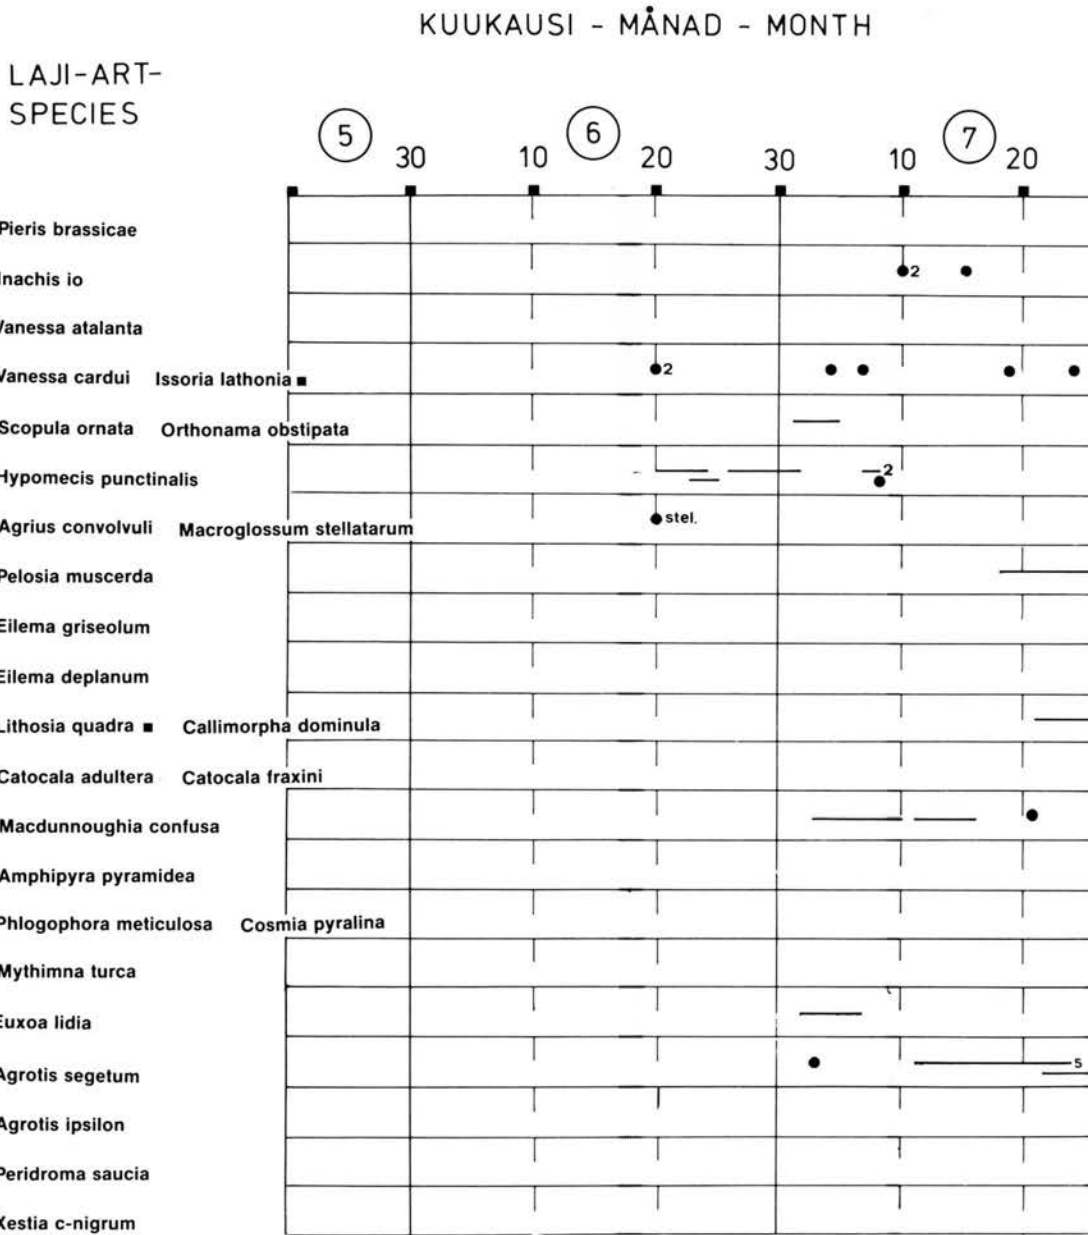 KUUKAUSI - MÅNAD - MONTH
LAJI-ART-
SPECIES
5 6 7
30 10 20 30 10 20
Pieris brassicae
Inachis io 2
Vanessa atalanta
Vanessa cardui Issoria lathonia ■ 2
Scopula ornata Orthonama obstipata
Hypomecis punctinalis 2
Agrius convolvuli Macroglossum stellatarum stel.
Pelosia muscerda
Eilema griseolum
Eilema deplanum
Lithosia quadra ■ Callimorpha dominula
Catocala adultera Catocala fraxini
Macdunnoughia confusa
Amphipyra pyramidea
Phlogophora meticulosa Cosmia pyralina
Mythimna turca
Euxoa lidia
Agrotis segetum 5
Agrotis ipsilon
Peridroma saucia
Xestia c-nigrum